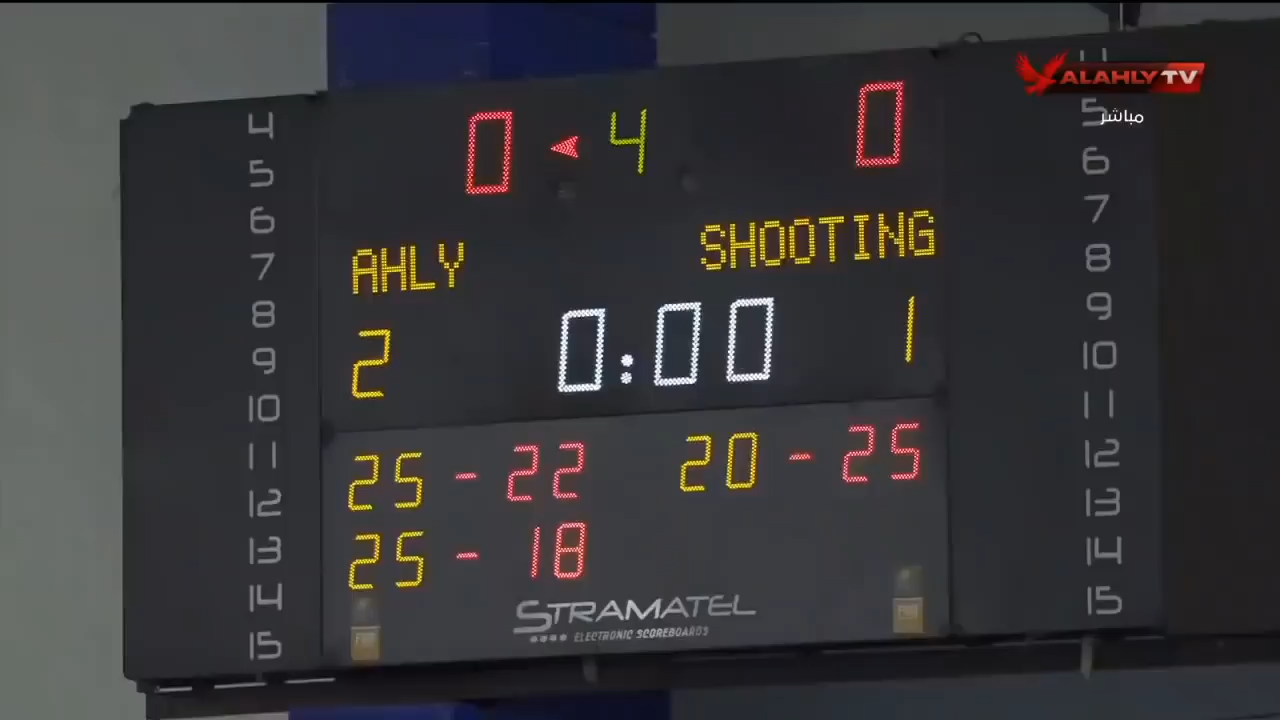 ALAHLY TV
مباشر
0 4 0
AHLY SHOOTING
2 0:00 1
25 - 22 20 - 25
25 - 18
STRAMATEL
ELECTRONIC SCOREBOARDS
4
5
6
7
8
9
10
11
12
13
14
15
4
5
6
7
8
9
10
11
12
13
14
15